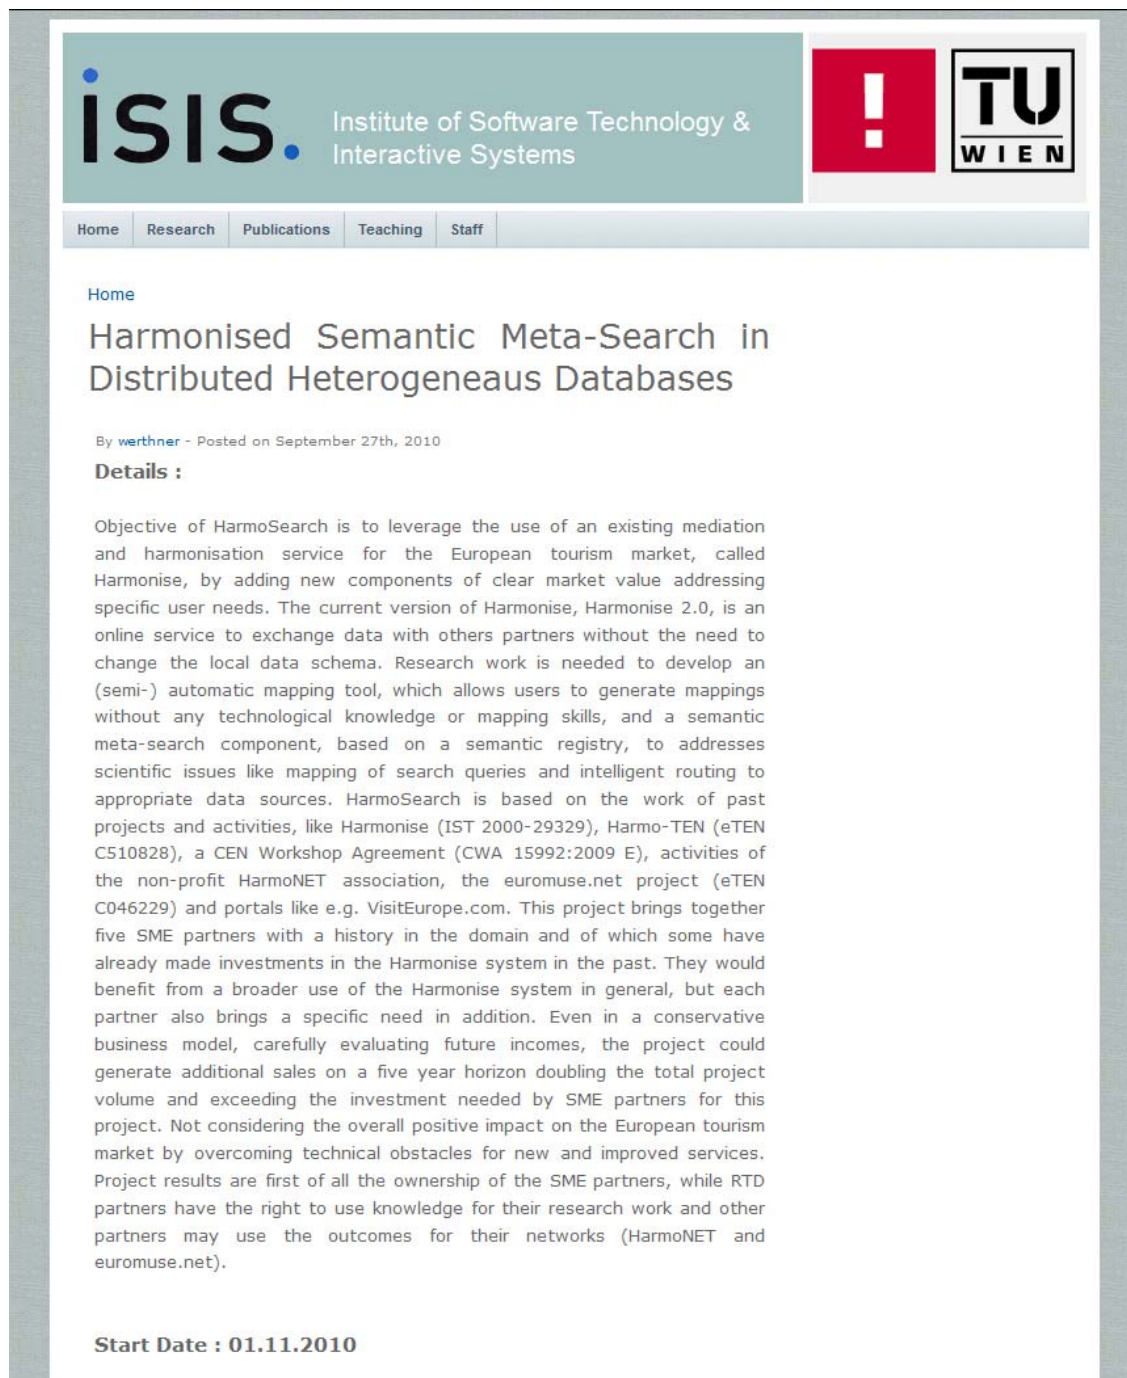 isis.
Institute of Software Technology &
Interactive Systems
!
TU
WIEN
Home Research Publications Teaching Staff
Home
Harmonised Semantic Meta-Search in
Distributed Heterogeneaus Databases
By werthner - Posted on September 27th, 2010
Details :
Objective of HarmoSearch is to leverage the use of an existing mediation
and harmonisation service for the European tourism market, called
Harmonise, by adding new components of clear market value addressing
specific user needs. The current version of Harmonise, Harmonise 2.0, is an
online service to exchange data with others partners without the need to
change the local data schema. Research work is needed to develop an
(semi-) automatic mapping tool, which allows users to generate mappings
without any technological knowledge or mapping skills, and a semantic
meta-search component, based on a semantic registry, to addresses
scientific issues like mapping of search queries and intelligent routing to
appropriate data sources. HarmoSearch is based on the work of past
projects and activities, like Harmonise (IST 2000-29329), Harmo-TEN (eTEN
C510828), a CEN Workshop Agreement (CWA 15992:2009 E), activities of
the non-profit HarmoNET association, the euromuse.net project (eTEN
C046229) and portals like e.g. VisitEurope.com. This project brings together
five SME partners with a history in the domain and of which some have
already made investments in the Harmonise system in the past. They would
benefit from a broader use of the Harmonise system in general, but each
partner also brings a specific need in addition. Even in a conservative
business model, carefully evaluating future incomes, the project could
generate additional sales on a five year horizon doubling the total project
volume and exceeding the investment needed by SME partners for this
project. Not considering the overall positive impact on the European tourism
market by overcoming technical obstacles for new and improved services.
Project results are first of all the ownership of the SME partners, while RTD
partners have the right to use knowledge for their research work and other
partners may use the outcomes for their networks (HarmoNET and
euromuse.net).
Start Date : 01.11.2010